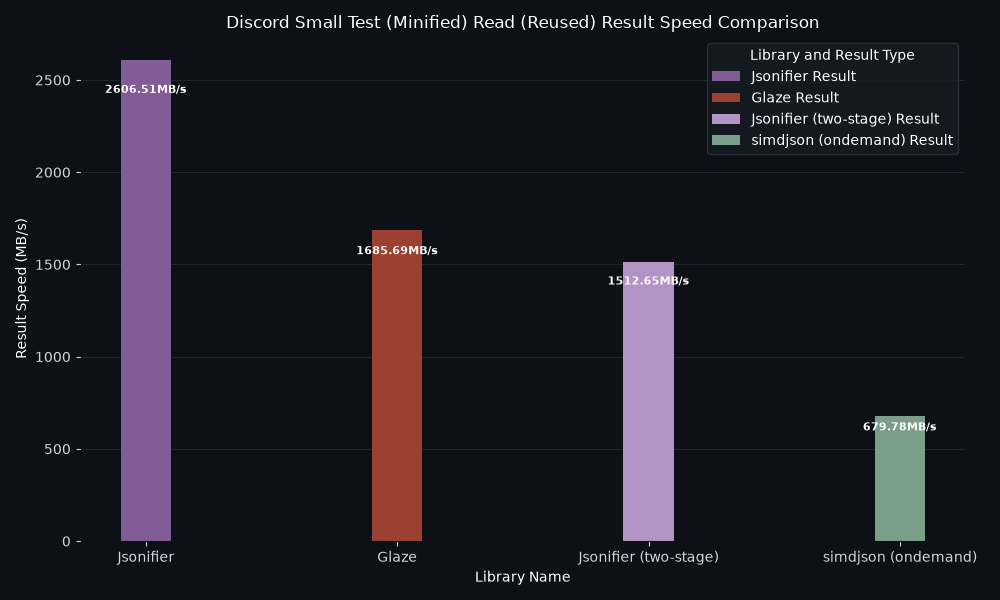 Discord Small Test (Minified) Read (Reused) Result Speed Comparison
Library and Result Type
Jsonifier Result
Glaze Result
Jsonifier (two-stage) Result
simdjson (ondemand) Result
Result Speed (MB/s)
2500
2000
1500
1000
500
0
2606.51MB/s
1685.69MB/s
1512.65MB/s
679.78MB/s
Jsonifier
Glaze
Jsonifier (two-stage)
simdjson (ondemand)
Library Name